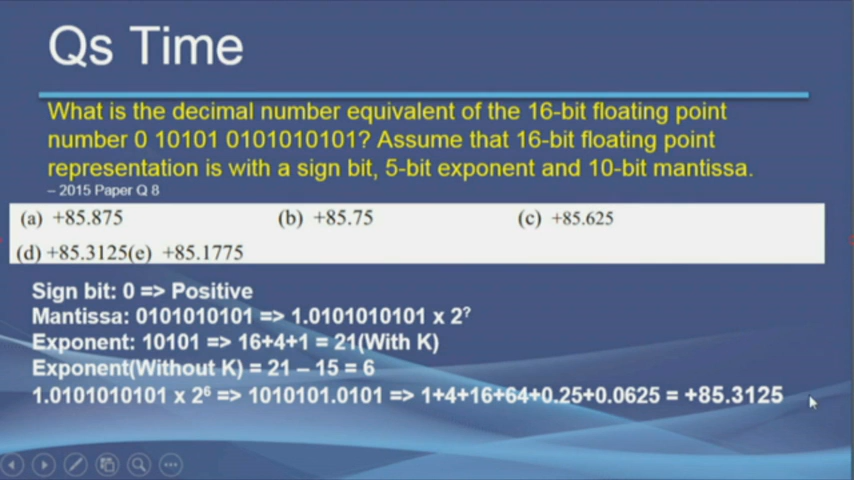 Qs Time
What is the decimal number equivalent of the 16-bit floating point
number 0 10101 0101010101? Assume that 16-bit floating point
representation is with a sign bit, 5-bit exponent and 10-bit mantissa.
– 2015 Paper Q 8
(a) +85.875 (b) +85.75 (c) +85.625
(d) +85.3125(e) +85.1775
Sign bit: 0 => Positive
Mantissa: 0101010101 => 1.0101010101 x 2?
Exponent: 10101 => 16+4+1 = 21(With K)
Exponent(Without K) = 21 – 15 = 6
1.0101010101 x 2⁶ => 1010101.0101 => 1+4+16+64+0.25+0.0625 = +85.3125